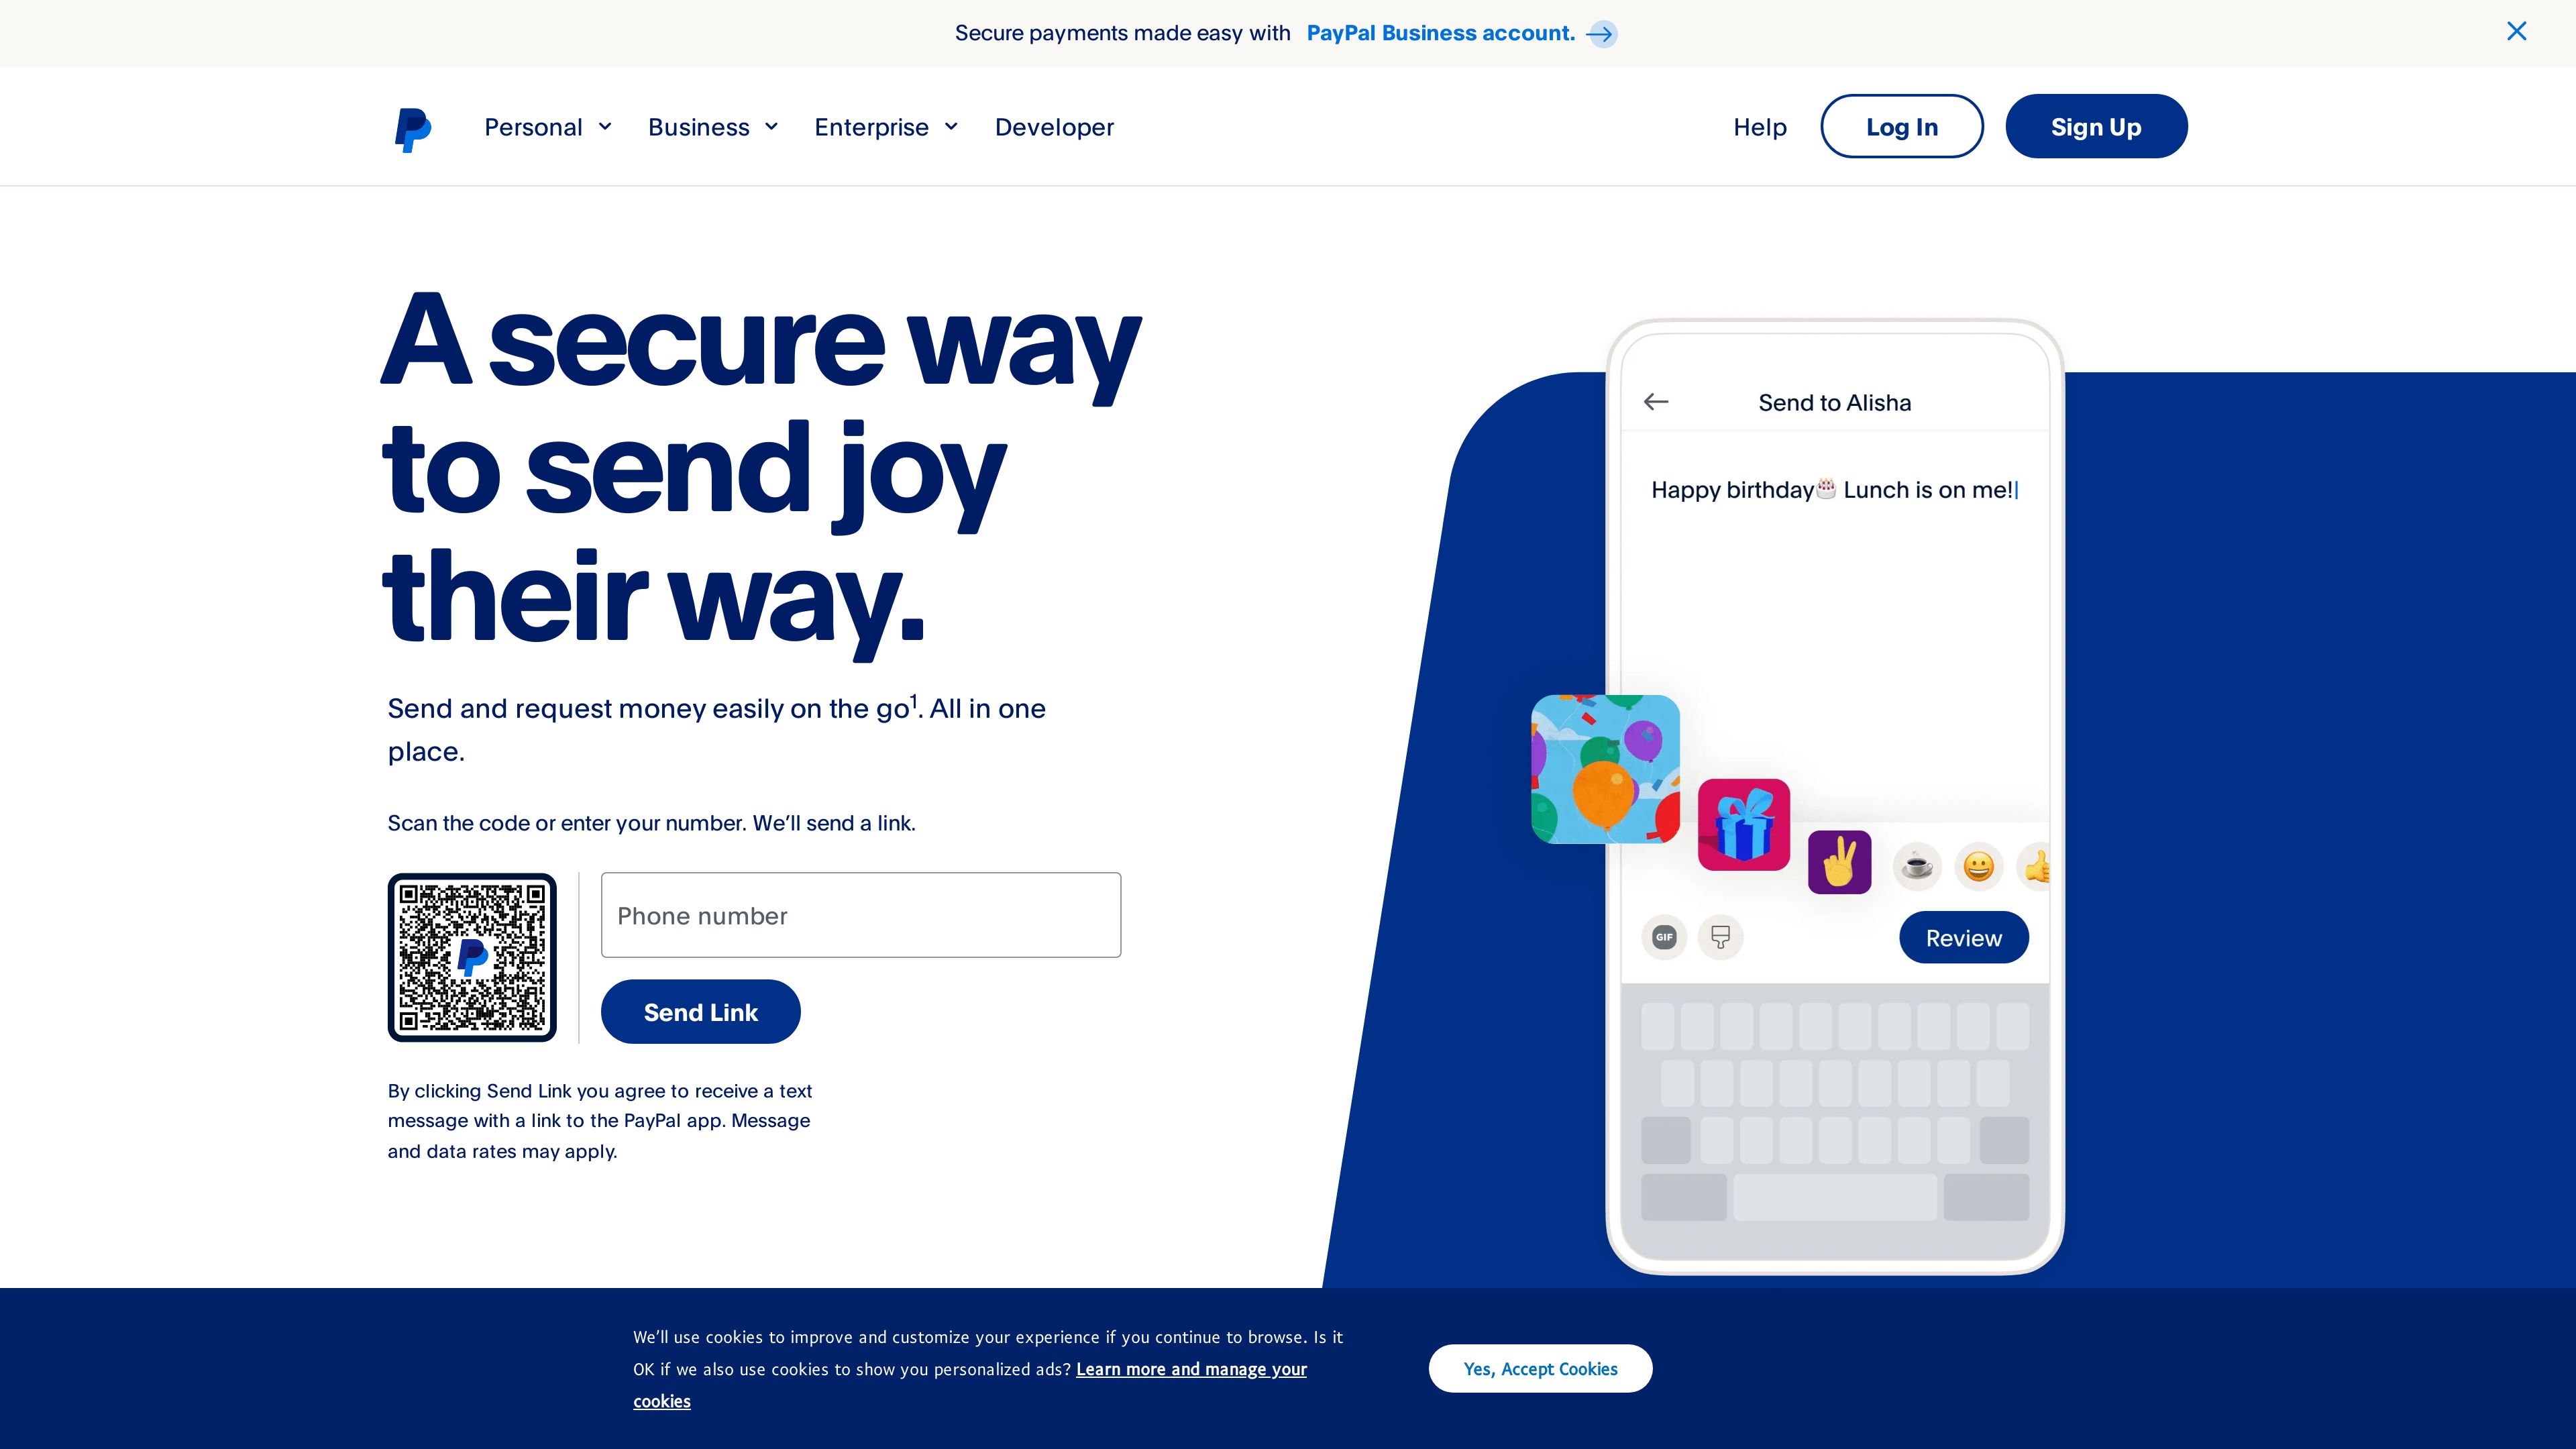 Secure payments made easy with PayPal Business account.
Personal Business Enterprise Developer Help Log In Sign Up
A secure way
to send joy
their way.
Send and request money easily on the go¹. All in one
place.
Scan the code or enter your number. We’ll send a link.
Phone number
Send Link
By clicking Send Link you agree to receive a text
message with a link to the PayPal app. Message
and data rates may apply.
Send to Alisha
Happy birthday🎂 Lunch is on me!
GIF
Review
We’ll use cookies to improve and customize your experience if you continue to browse. Is it
OK if we also use cookies to show you personalized ads? Learn more and manage your
cookies
Yes, Accept Cookies